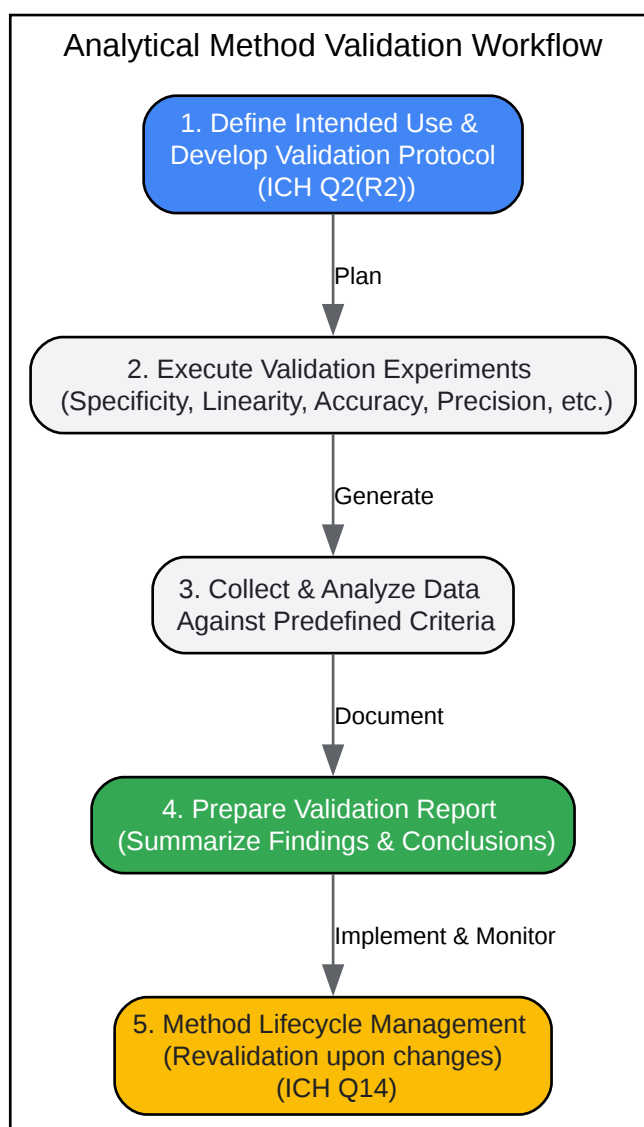 Analytical Method Validation Workflow
1. Define Intended Use &
Develop Validation Protocol
(ICH Q2(R2))
Plan
2. Execute Validation Experiments
(Specificity, Linearity, Accuracy, Precision, etc.)
Generate
3. Collect & Analyze Data
Against Predefined Criteria
Document
4. Prepare Validation Report
(Summarize Findings & Conclusions)
Implement & Monitor
5. Method Lifecycle Management
(Revalidation upon changes)
(ICH Q14)